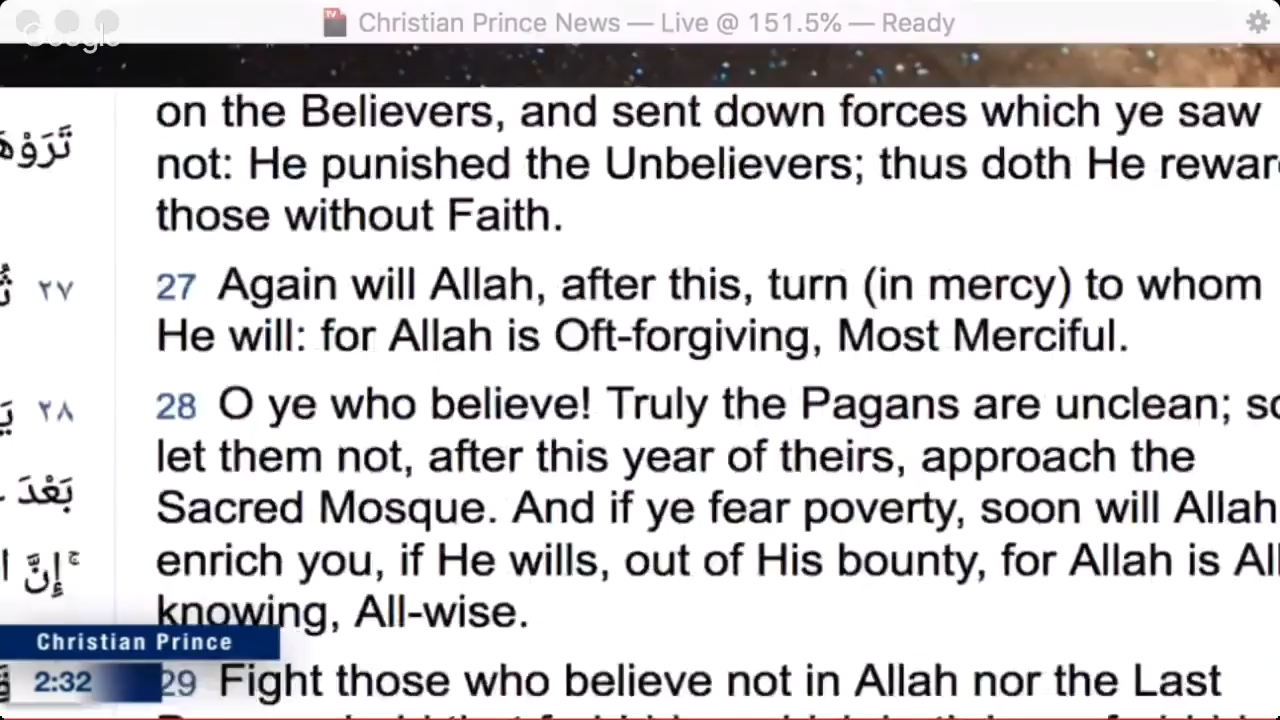 Christian Prince News — Live @ 151.5% — Ready
Google
on the Believers, and sent down forces which ye saw
not: He punished the Unbelievers; thus doth He rewar
those without Faith.
٢٧
27 Again will Allah, after this, turn (in mercy) to whom
He will: for Allah is Oft-forgiving, Most Merciful.
٢٨
28 O ye who believe! Truly the Pagans are unclean; so
let them not, after this year of theirs, approach the
بَعْدَ
Sacred Mosque. And if ye fear poverty, soon will Allah
إِنَّ
enrich you, if He wills, out of His bounty, for Allah is All
knowing, All-wise.
Christian Prince
2:32
29 Fight those who believe not in Allah nor the Last